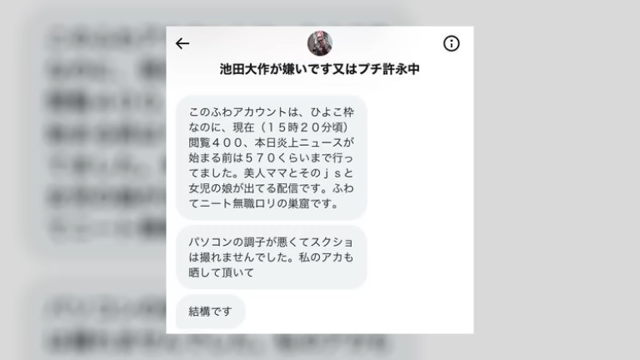 池田大作が嫌いです又はプチ許永中
このふわアカウントは、ひよこ枠
なのに、現在（１５時２０分頃）
閲覧４００、本日炎上ニュースが
始まる前は５７０くらいまで行っ
てました。美人ママとそのｊｓと
女児の娘が出てる配信です。ふわ
てニート無職ロリの巣窟です。
パソコンの調子が悪くてスクショ
は撮れませんでした。私のアカも
晒して頂いて
結構です